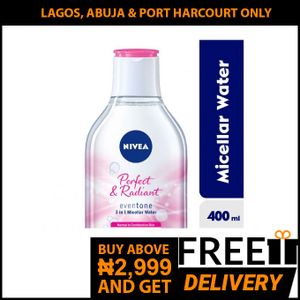 LAGOS, ABUJA & PORT HARCOURT ONLY
NIVEA
Perfect &
Radiant
eventone
3 in 1 Micellar Water
Normal to Combination Skin
Micellar Water
400 ml
BUY ABOVE
₦2,999
AND GET
FREE
DELIVERY